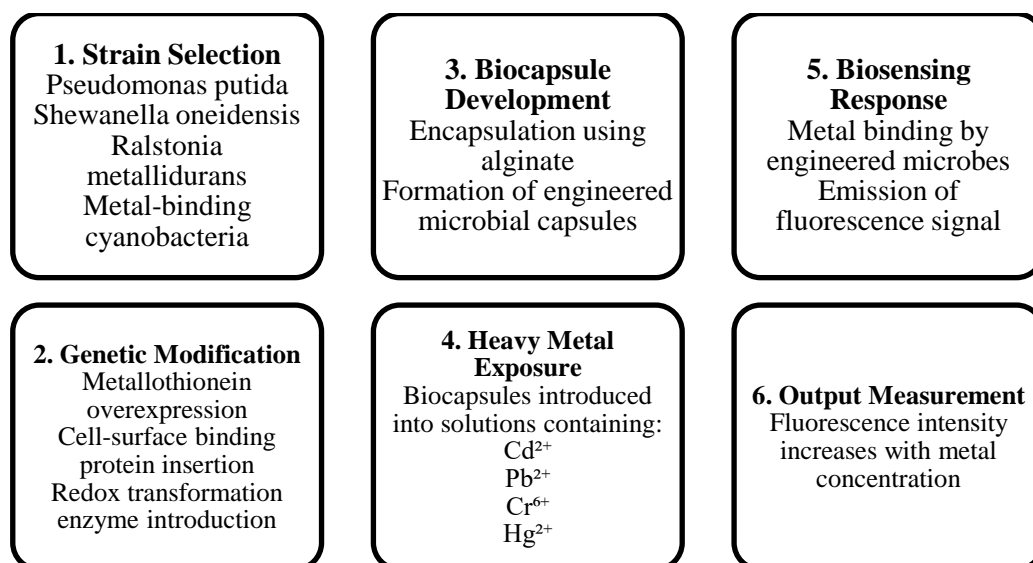 1. Strain Selection
Pseudomonas putida
Shewanella oneidensis
Ralstonia
metallidurans
Metal-binding
cyanobacteria
2. Genetic Modification
Metallothionein
overexpression
Cell-surface binding
protein insertion
Redox transformation
enzyme introduction
3. Biocapsule
Development
Encapsulation using
alginate
Formation of engineered
microbial capsules
4. Heavy Metal
Exposure
Biocapsules introduced
into solutions containing:
Cd²⁺
Pb²⁺
Cr⁶⁺
Hg²⁺
5. Biosensing
Response
Metal binding by
engineered microbes
Emission of
fluorescence signal
6. Output Measurement
Fluorescence intensity
increases with metal
concentration